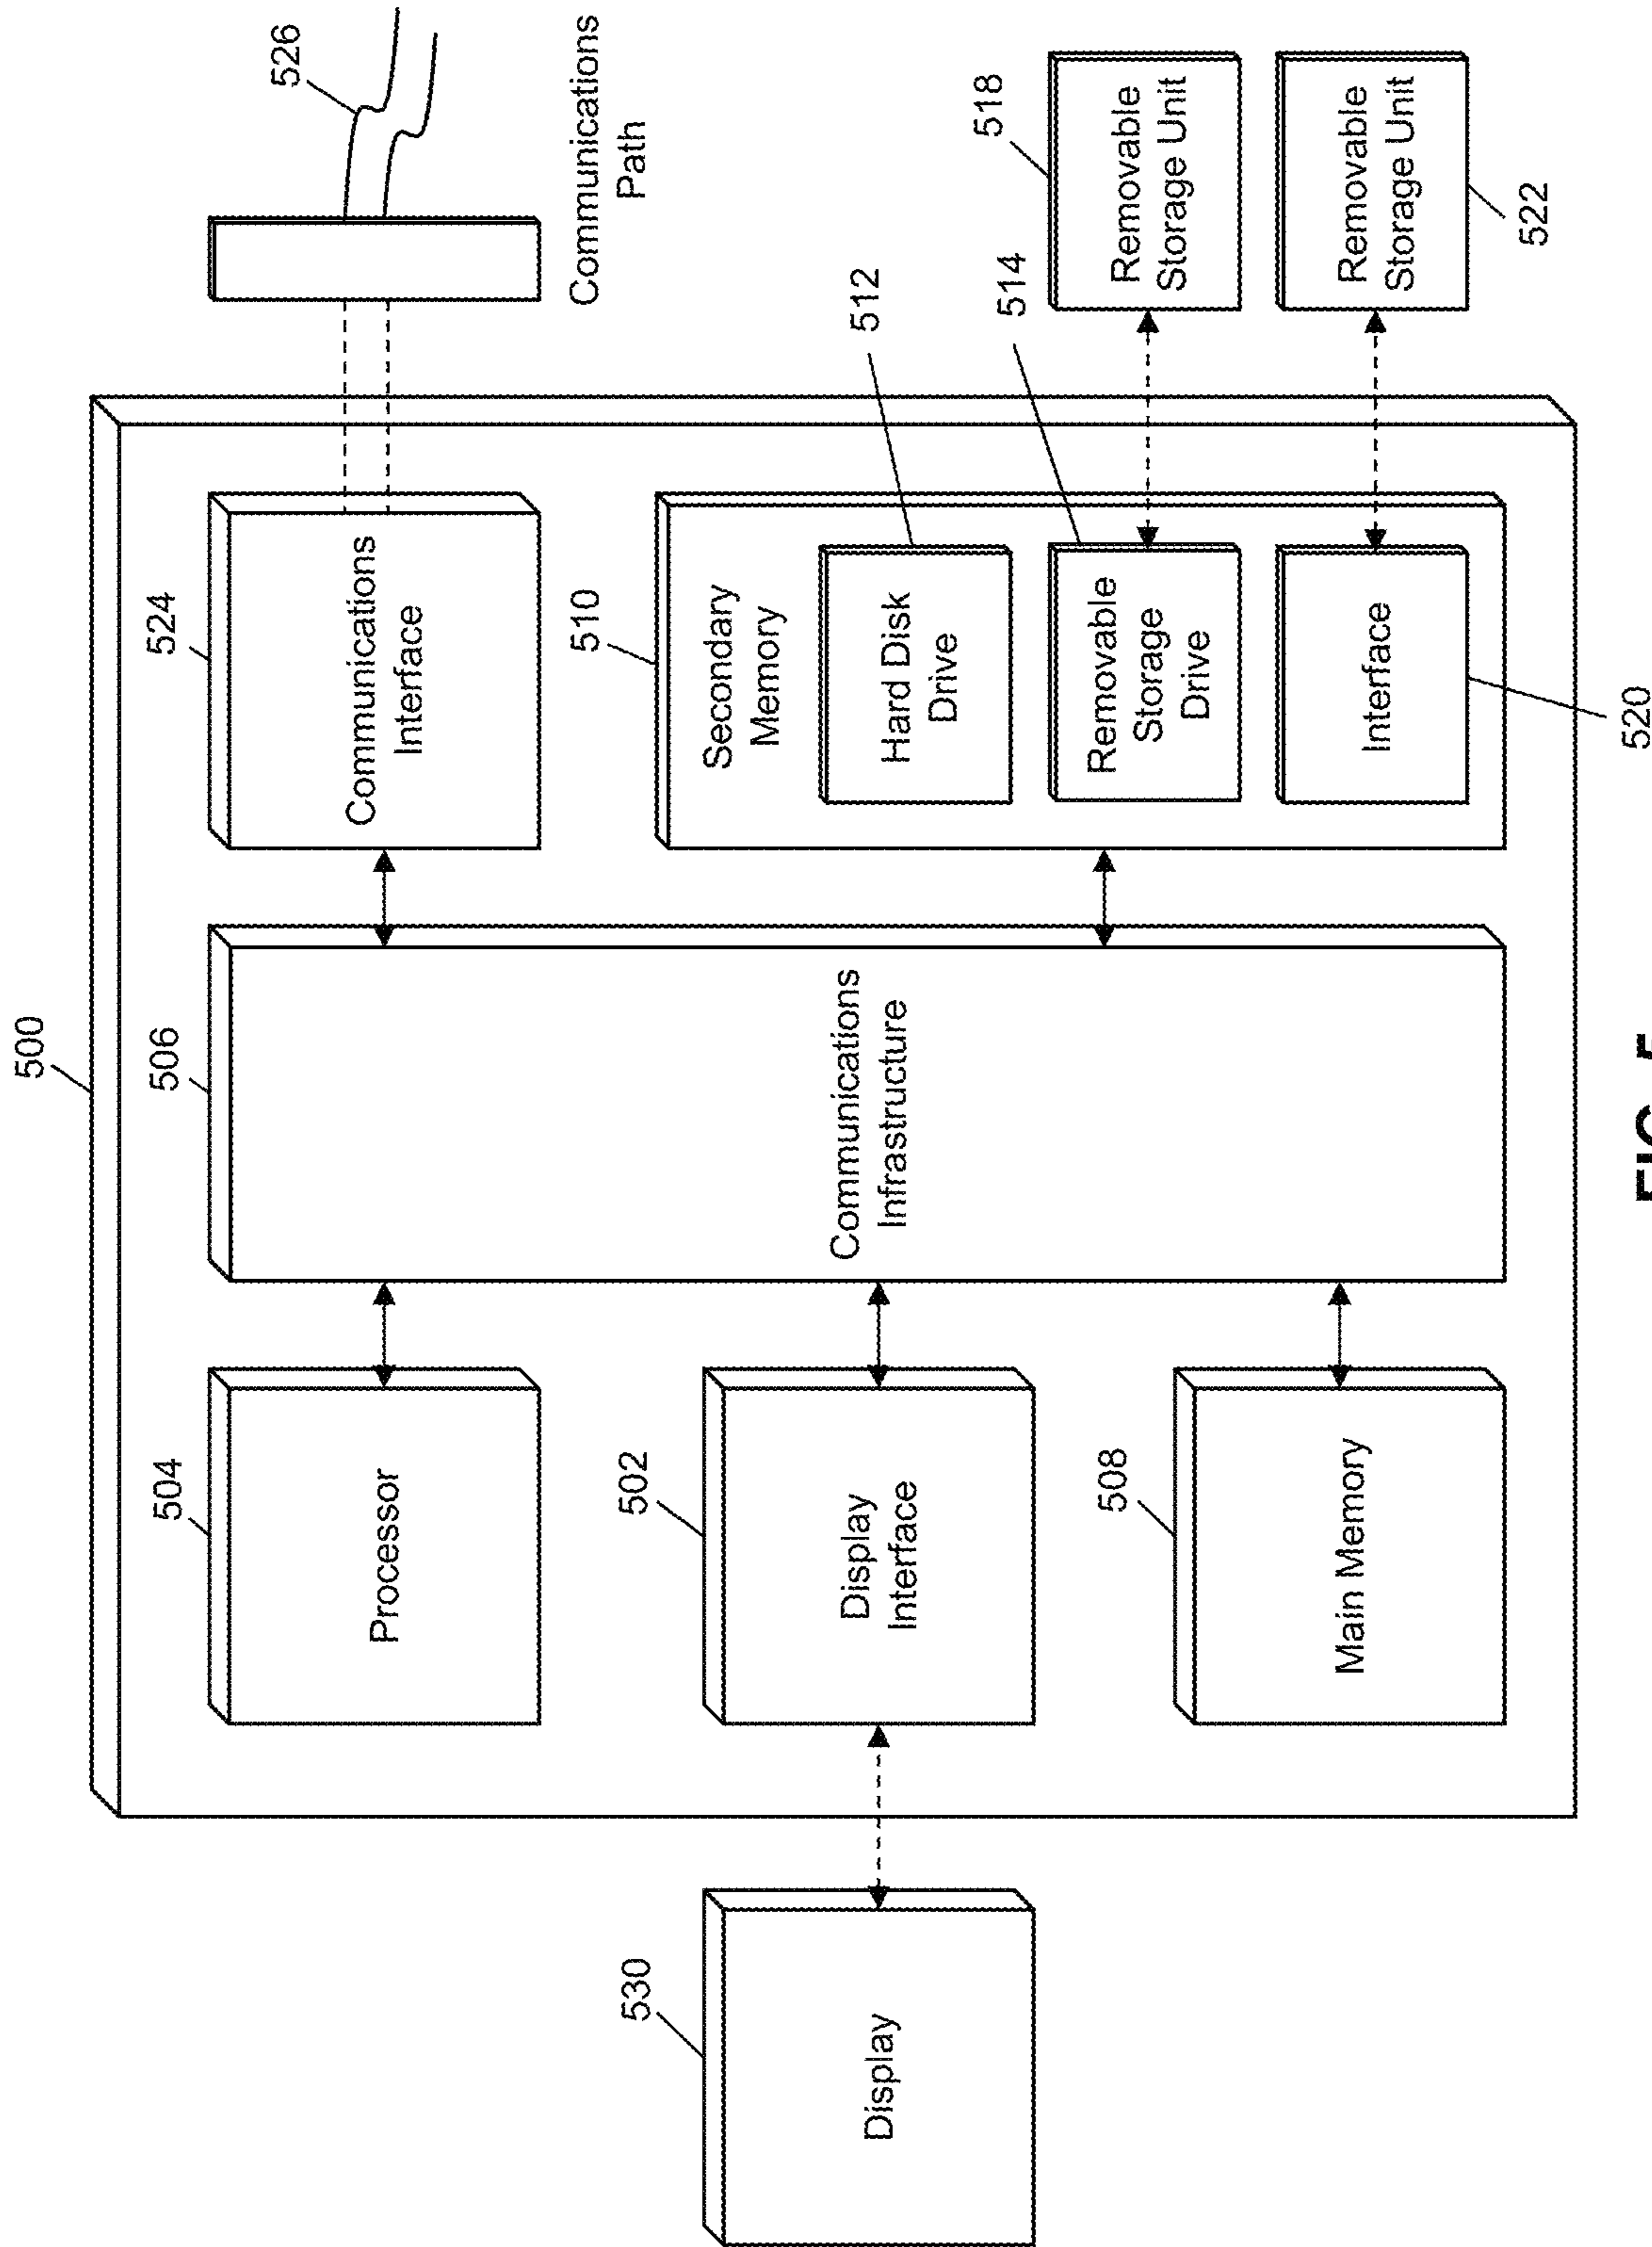 500
504
Processor
506
Communications
Infrastructure
524
Communications
Interface
526
Communications
Path
530
Display
502
Display
Interface
510
Secondary
Memory
512
Hard Disk
Drive
508
Main Memory
514
Removable
Storage
Drive
518
Removable
Storage Unit
Interface
520
Removable
Storage Unit
522